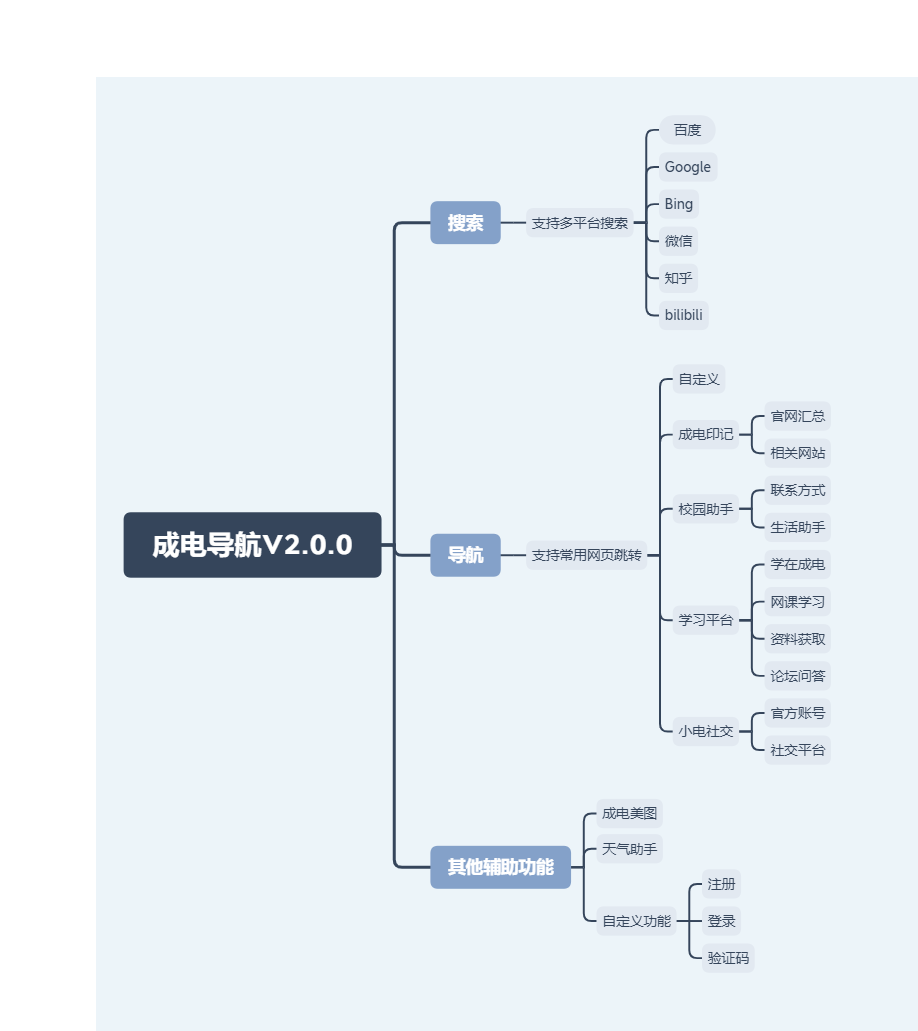 成电导航V2.0.0
搜索
支持多平台搜索
百度
Google
Bing
微信
知乎
bilibili
导航
支持常用网页跳转
自定义
成电印记
官网汇总
相关网站
校园助手
联系方式
生活助手
学习平台
学在成电
网课学习
资料获取
论坛问答
小电社交
官方账号
社交平台
其他辅助功能
成电美图
天气助手
自定义功能
注册
登录
验证码